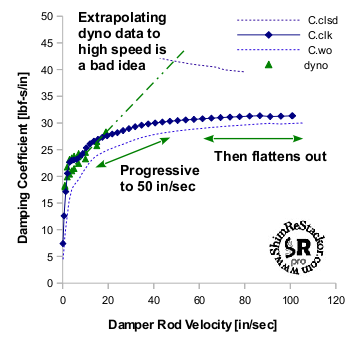 Extrapolating
dyno data to
high speed is
a bad idea
C.clsd
C.clk
C.wo
dyno
Damping Coefficient [lbf-s/in]
50
45
40
35
30
25
20
15
10
5
0
Progressive
to 50 in/sec
Then flattens out
www.ShimReStackor.com
SR
pro
0
20
40
60
80
100
120
Damper Rod Velocity [in/sec]